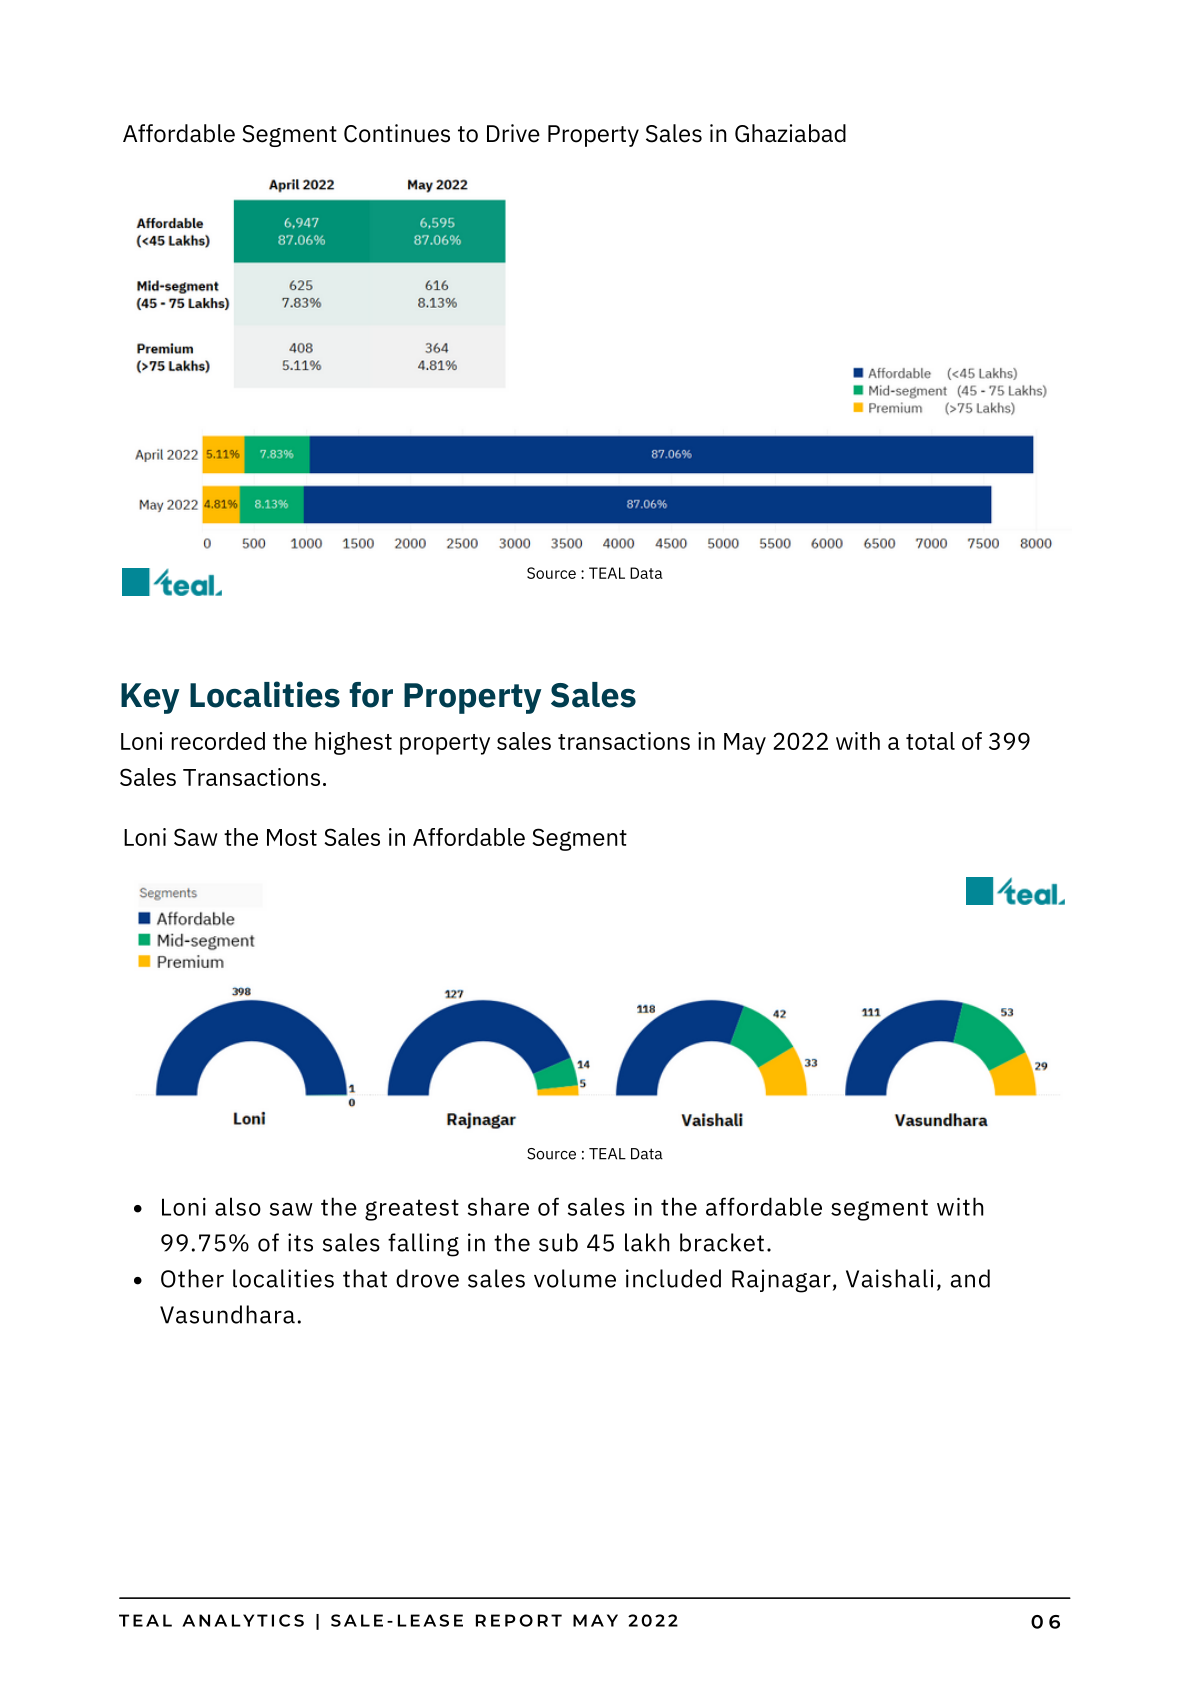 Affordable Segment Continues to Drive Property Sales in Ghaziabad
April 2022 May 2022
Affordable
(<45 Lakhs)
6,947 6,595
87.06% 87.06%
Mid-segment
(45 - 75 Lakhs)
625 616
7.83% 8.13%
Premium
(>75 Lakhs)
408 364
5.11% 4.81%
Affordable (<45 Lakhs)
Mid-segment (45 - 75 Lakhs)
Premium (>75 Lakhs)
April 2022 5.11% 7.83% 87.06%
May 2022 4.81% 8.13% 87.06%
0 500 1000 1500 2000 2500 3000 3500 4000 4500 5000 5500 6000 6500 7000 7500 8000
Source : TEAL Data
teal.
Key Localities for Property Sales
Loni recorded the highest property sales transactions in May 2022 with a total of 399
Sales Transactions.
Loni Saw the Most Sales in Affordable Segment
teal.
Segments
Affordable
Mid-segment
Premium
398 1 0
Loni
127 14 5
Rajnagar
118 42 33
Vaishali
111 53 29
Vasundhara
Source : TEAL Data
• Loni also saw the greatest share of sales in the affordable segment with
99.75% of its sales falling in the sub 45 lakh bracket.
• Other localities that drove sales volume included Rajnagar, Vaishali, and
Vasundhara.
TEAL ANALYTICS | SALE-LEASE REPORT MAY 2022 06